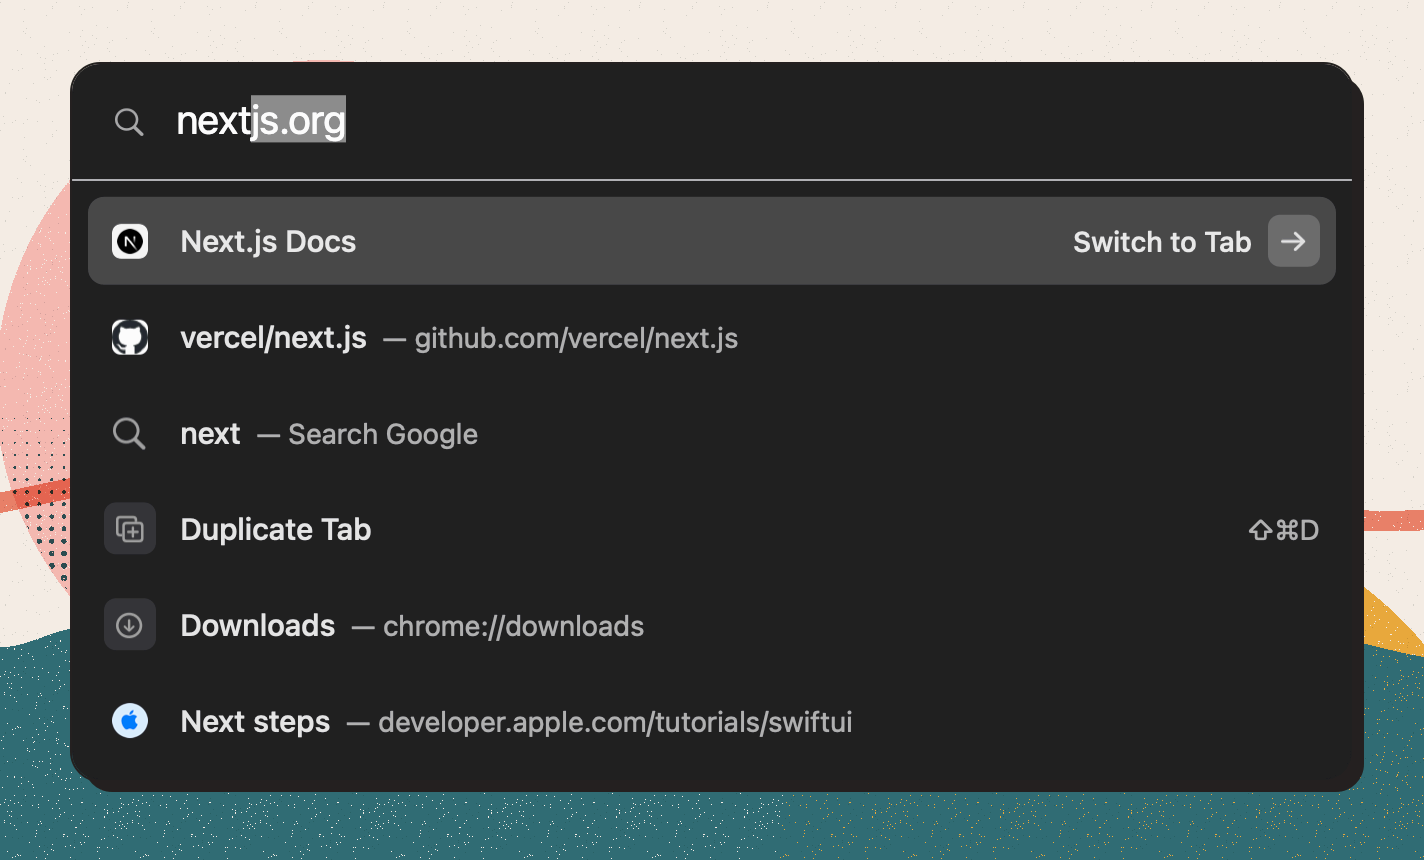 nextjs.org
Next.js Docs Switch to Tab →
vercel/next.js — github.com/vercel/next.js
next — Search Google
Duplicate Tab ⇧⌘D
Downloads — chrome://downloads
Next steps — developer.apple.com/tutorials/swiftui